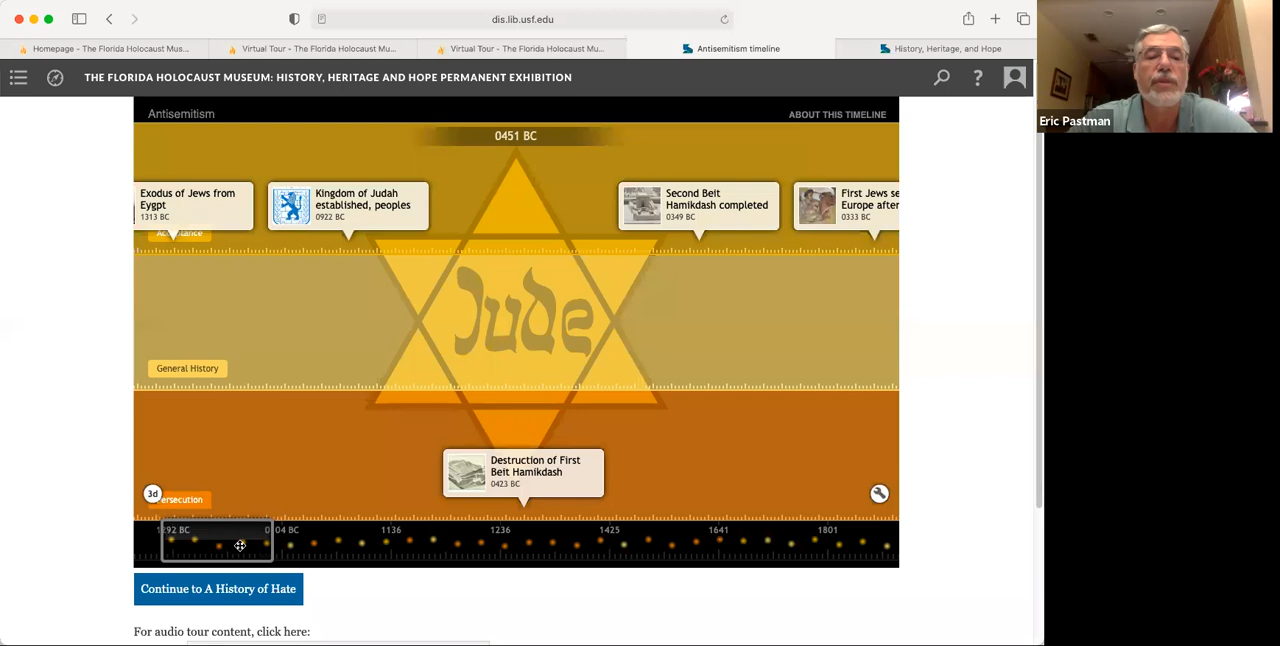 dis.lib.usf.edu
Homepage - The Florida Holocaust Mus...
Virtual Tour - The Florida Holocaust Mu...
Virtual Tour - The Florida Holocaust Mu...
Antisemitism timeline
History, Heritage, and Hope
THE FLORIDA HOLOCAUST MUSEUM: HISTORY, HERITAGE AND HOPE PERMANENT EXHIBITION
?
Eric Pastman
Antisemitism
ABOUT THIS TIMELINE
0451 BC
Exodus of Jews from
Eygpt
1313 BC
Kingdom of Judah
established, peoples
0922 BC
Second Beit
Hamikdash completed
0349 BC
First Jews se
Europe after
0333 BC
Jude
General History
Destruction of First
Beit Hamikdash
0423 BC
3d
ersecution
BC
BC
1136
1236
1425
1641
1801
Continue to A History of Hate
For audio tour content, click here: